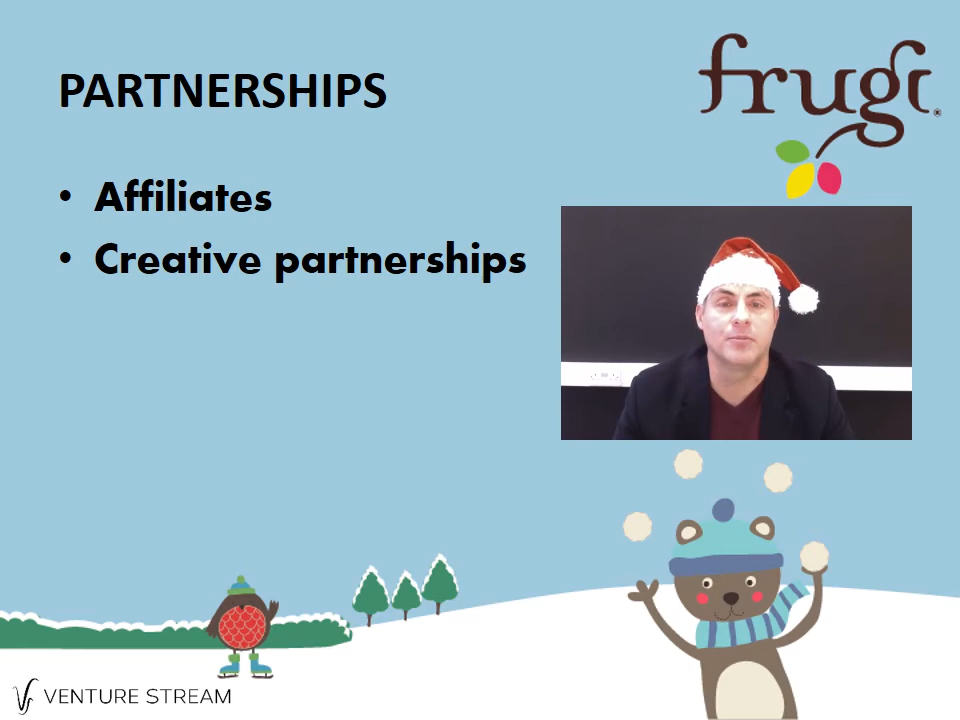 PARTNERSHIPS
frugi®
• Affiliates
• Creative partnerships
VENTURE STREAM